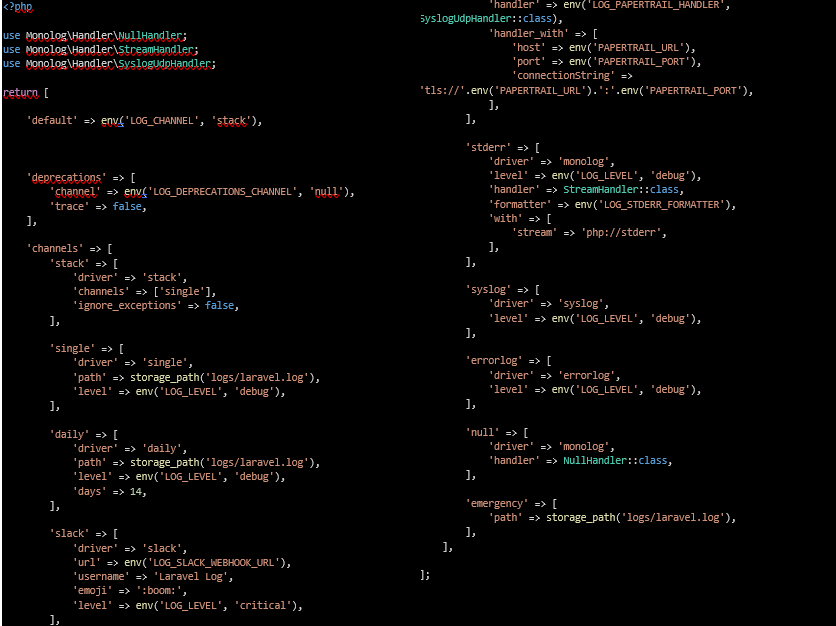 <?php
use Monolog\Handler\NullHandler;
use Monolog\Handler\StreamHandler;
use Monolog\Handler\SyslogUdpHandler;
return [
'default' => env('LOG_CHANNEL', 'stack'),
'deprecations' => [
'channel' => env('LOG_DEPRECATIONS_CHANNEL', 'null'),
'trace' => false,
],
'channels' => [
'stack' => [
'driver' => 'stack',
'channels' => ['single'],
'ignore_exceptions' => false,
],
'single' => [
'driver' => 'single',
'path' => storage_path('logs/laravel.log'),
'level' => env('LOG_LEVEL', 'debug'),
],
'daily' => [
'driver' => 'daily',
'path' => storage_path('logs/laravel.log'),
'level' => env('LOG_LEVEL', 'debug'),
'days' => 14,
],
'slack' => [
'driver' => 'slack',
'url' => env('LOG_SLACK_WEBHOOK_URL'),
'username' => 'Laravel Log',
'emoji' => ':boom:',
'level' => env('LOG_LEVEL', 'critical'),
],
'handler' => env('LOG_PAPERTRAIL_HANDLER',
SyslogUdpHandler::class),
'handler_with' => [
'host' => env('PAPERTRAIL_URL'),
'port' => env('PAPERTRAIL_PORT'),
'connectionString' =>
'tls://'.env('PAPERTRAIL_URL').':'.env('PAPERTRAIL_PORT'),
],
],
'stderr' => [
'driver' => 'monolog',
'level' => env('LOG_LEVEL', 'debug'),
'handler' => StreamHandler::class,
'formatter' => env('LOG_STDERR_FORMATTER'),
'with' => [
'stream' => 'php://stderr',
],
],
'syslog' => [
'driver' => 'syslog',
'level' => env('LOG_LEVEL', 'debug'),
],
'errorlog' => [
'driver' => 'errorlog',
'level' => env('LOG_LEVEL', 'debug'),
],
'null' => [
'driver' => 'monolog',
'handler' => NullHandler::class,
],
'emergency' => [
'path' => storage_path('logs/laravel.log'),
],
],
];